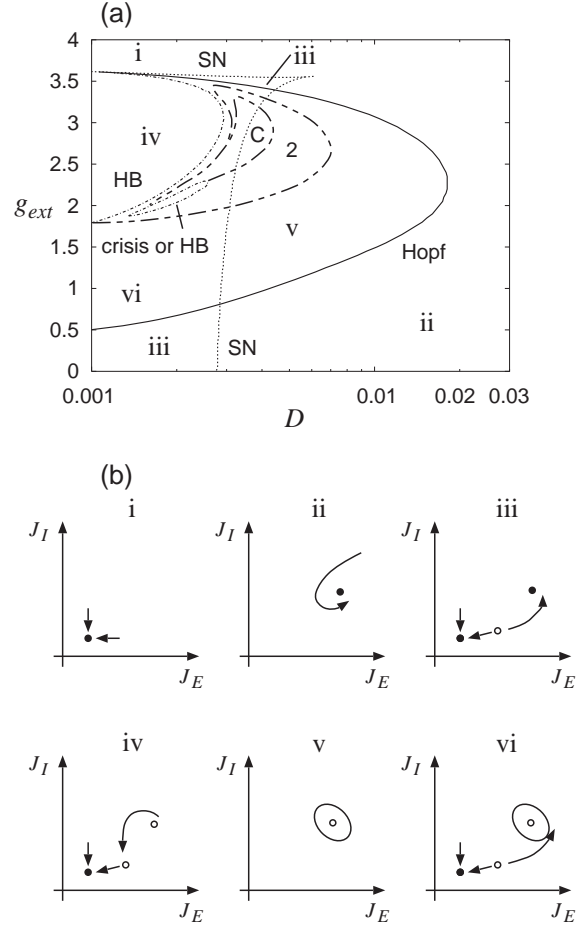 (a)
4
3.5
3
2.5
g_ext
2
1.5
1
0.5
0
i
SN
iii
iv
C
2
HB
crisis or HB
v
Hopf
vi
iii
SN
ii
0.001
0.01
0.02
0.03
D
(b)
i
ii
iii
J_I
J_I
J_I
J_E
J_E
J_E
iv
v
vi
J_I
J_I
J_I
J_E
J_E
J_E